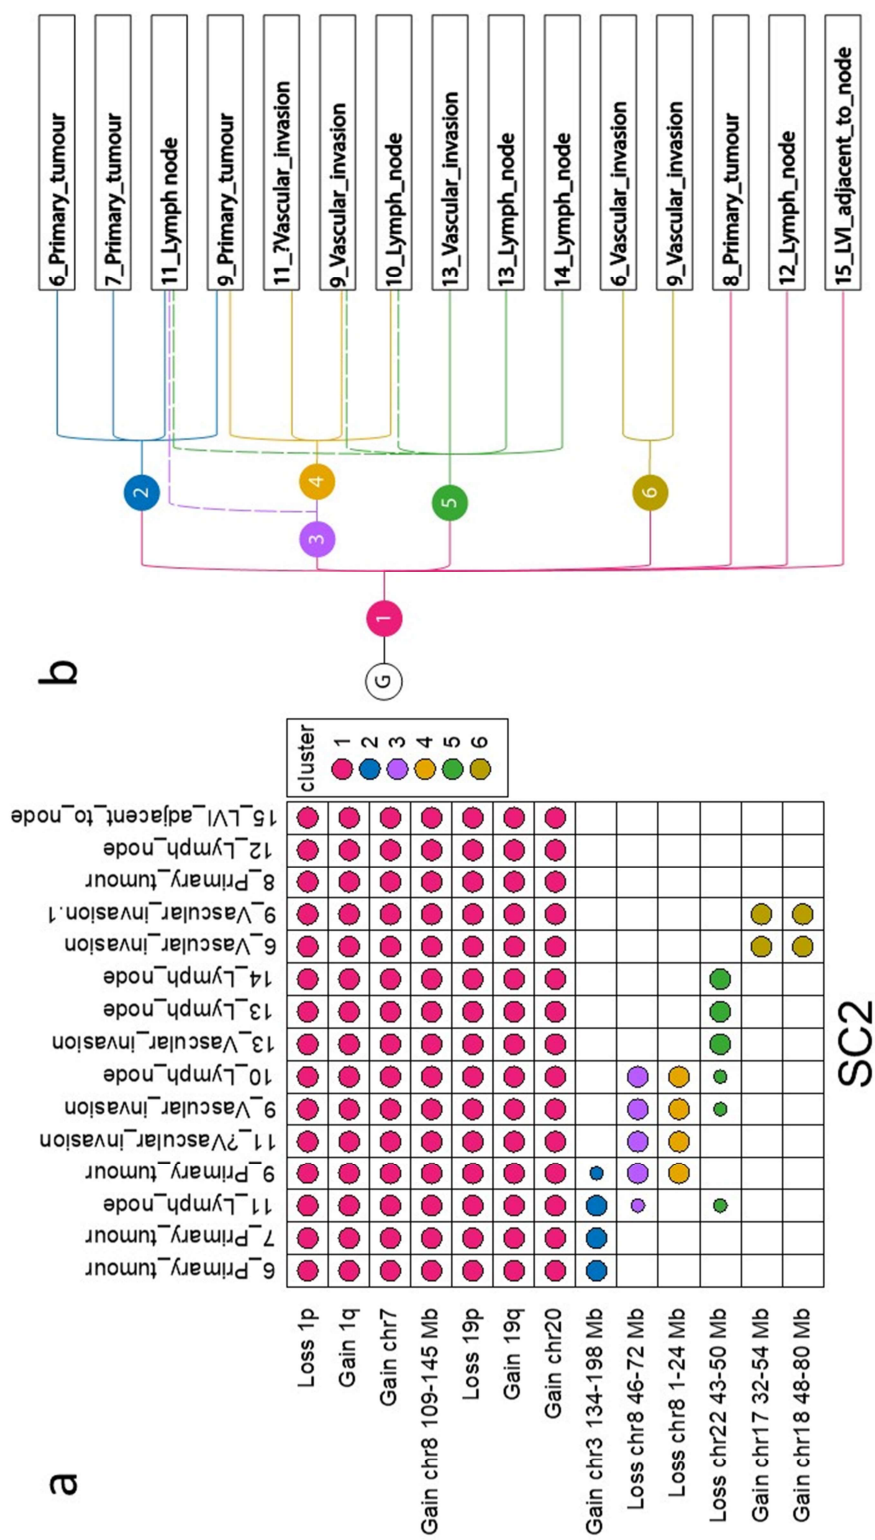 a
6_Primary_tumour
7_Primary_tumour
11_Lymph_node
9_Primary_tumour
11_?Vascular_invasion
9_Vascular_invasion
10_Lymph_node
13_Vascular_invasion
13_Lymph_node
14_Lymph_node
6_Vascular_invasion
9_Vascular_invasion.1
8_Primary_tumour
12_Lymph_node
15_LVI_adjacent_to_node
Loss 1p
Gain 1q
Gain chr7
Gain chr8 109-145 Mb
Loss 19p
Gain 19q
Gain chr20
Gain chr3 134-198 Mb
Loss chr8 46-72 Mb
Loss chr8 1-24 Mb
Loss chr22 43-50 Mb
Gain chr17 32-54 Mb
Gain chr18 48-80 Mb
SC2
cluster
1
2
3
4
5
6
b
G
1
2
3
4
5
6
6_Primary_tumour
7_Primary_tumour
11_Lymph node
9_Primary_tumour
11_?Vascular_invasion
9_Vascular_invasion
10_Lymph_node
13_Vascular_invasion
13_Lymph_node
14_Lymph_node
6_Vascular_invasion
9_Vascular_invasion
8_Primary_tumour
12_Lymph_node
15_LVI_adjacent_to_node